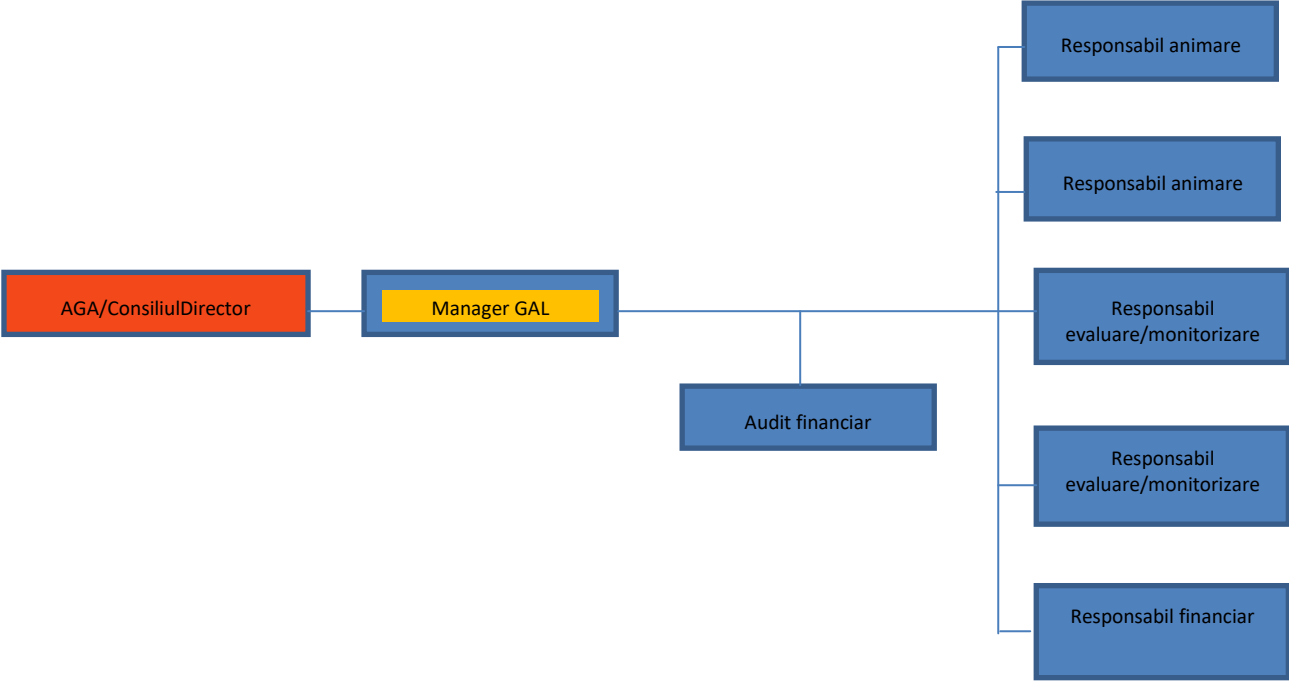 Responsabil animare
Responsabil animare
AGA/ConsiliulDirector
Manager GAL
Responsabil
evaluare/monitorizare
Audit financiar
Responsabil
evaluare/monitorizare
Responsabil financiar